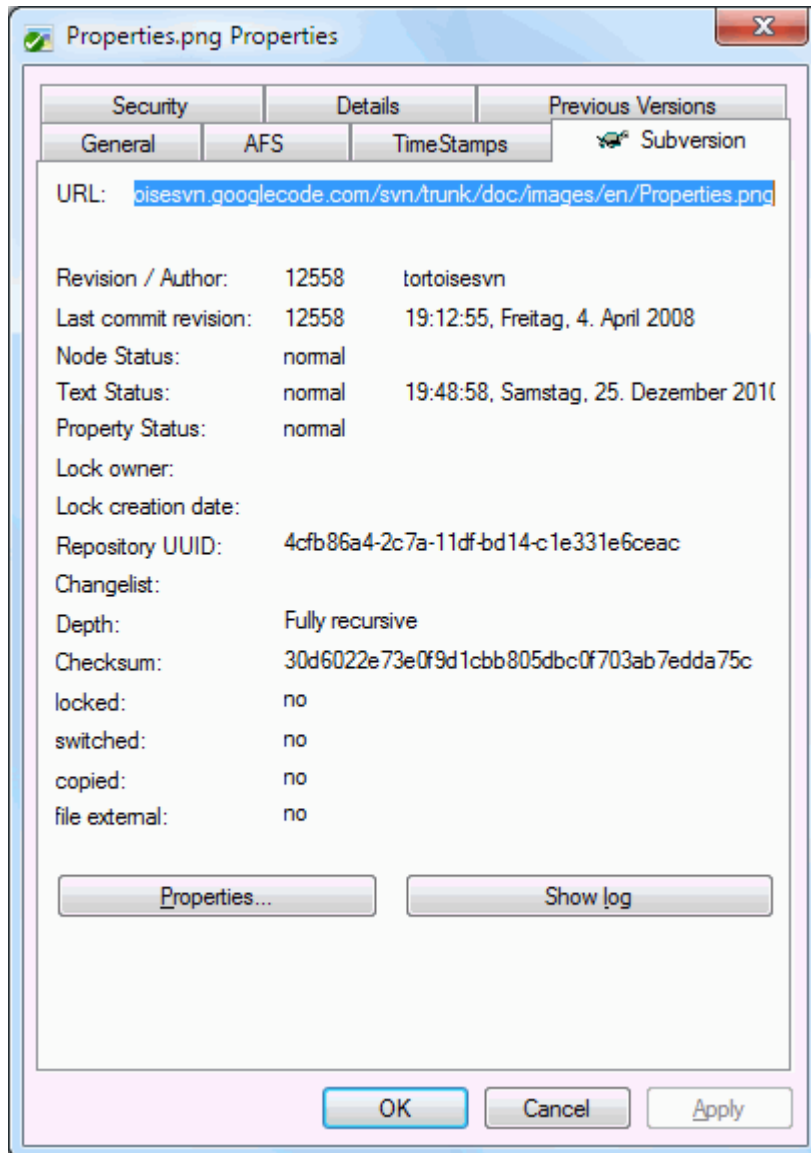 Properties.png Properties
Security Details Previous Versions
General AFS TimeStamps Subversion
URL: oisesvn.googlecode.com/svn/trunk/doc/images/en/Properties.png
Revision / Author: 12558 tortoisesvn
Last commit revision: 12558 19:12:55, Freitag, 4. April 2008
Node Status: normal
Text Status: normal 19:48:58, Samstag, 25. Dezember 2010
Property Status: normal
Lock owner:
Lock creation date:
Repository UUID: 4cfb86a4-2c7a-11df-bd14-c1e331e6ceac
Changelist:
Depth: Fully recursive
Checksum: 30d6022e73e0f9d1cbb805dbc0f703ab7edda75c
locked: no
switched: no
copied: no
file external: no
Properties... Show log
OK Cancel Apply